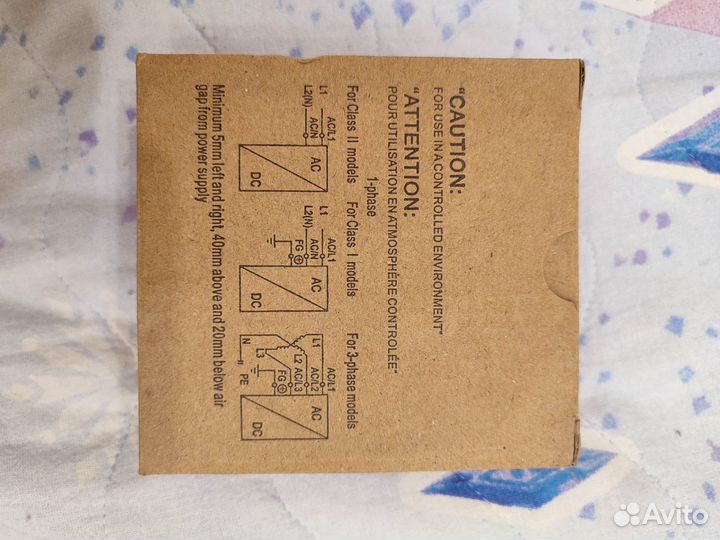 "CAUTION:
FOR USE IN A CONTROLLED ENVIRONMENT"
"ATTENTION:
POUR UTILISATION EN ATMOSPHÈRE CONTROLÉE"
1-phase
For Class II models
For Class I models
For 3-phase models
L1
L2(N)
AC/L1
AC/N
AC
DC
L1
L2(N)
AC/L1
AC/N
FG
AC
DC
L1
L2
L3
N
PE
AC/L1
AC/L2
AC/L3
FG
AC
DC
Minimum 5mm left and right, 40mm above and 20mm below air
gap from power supply
Avito